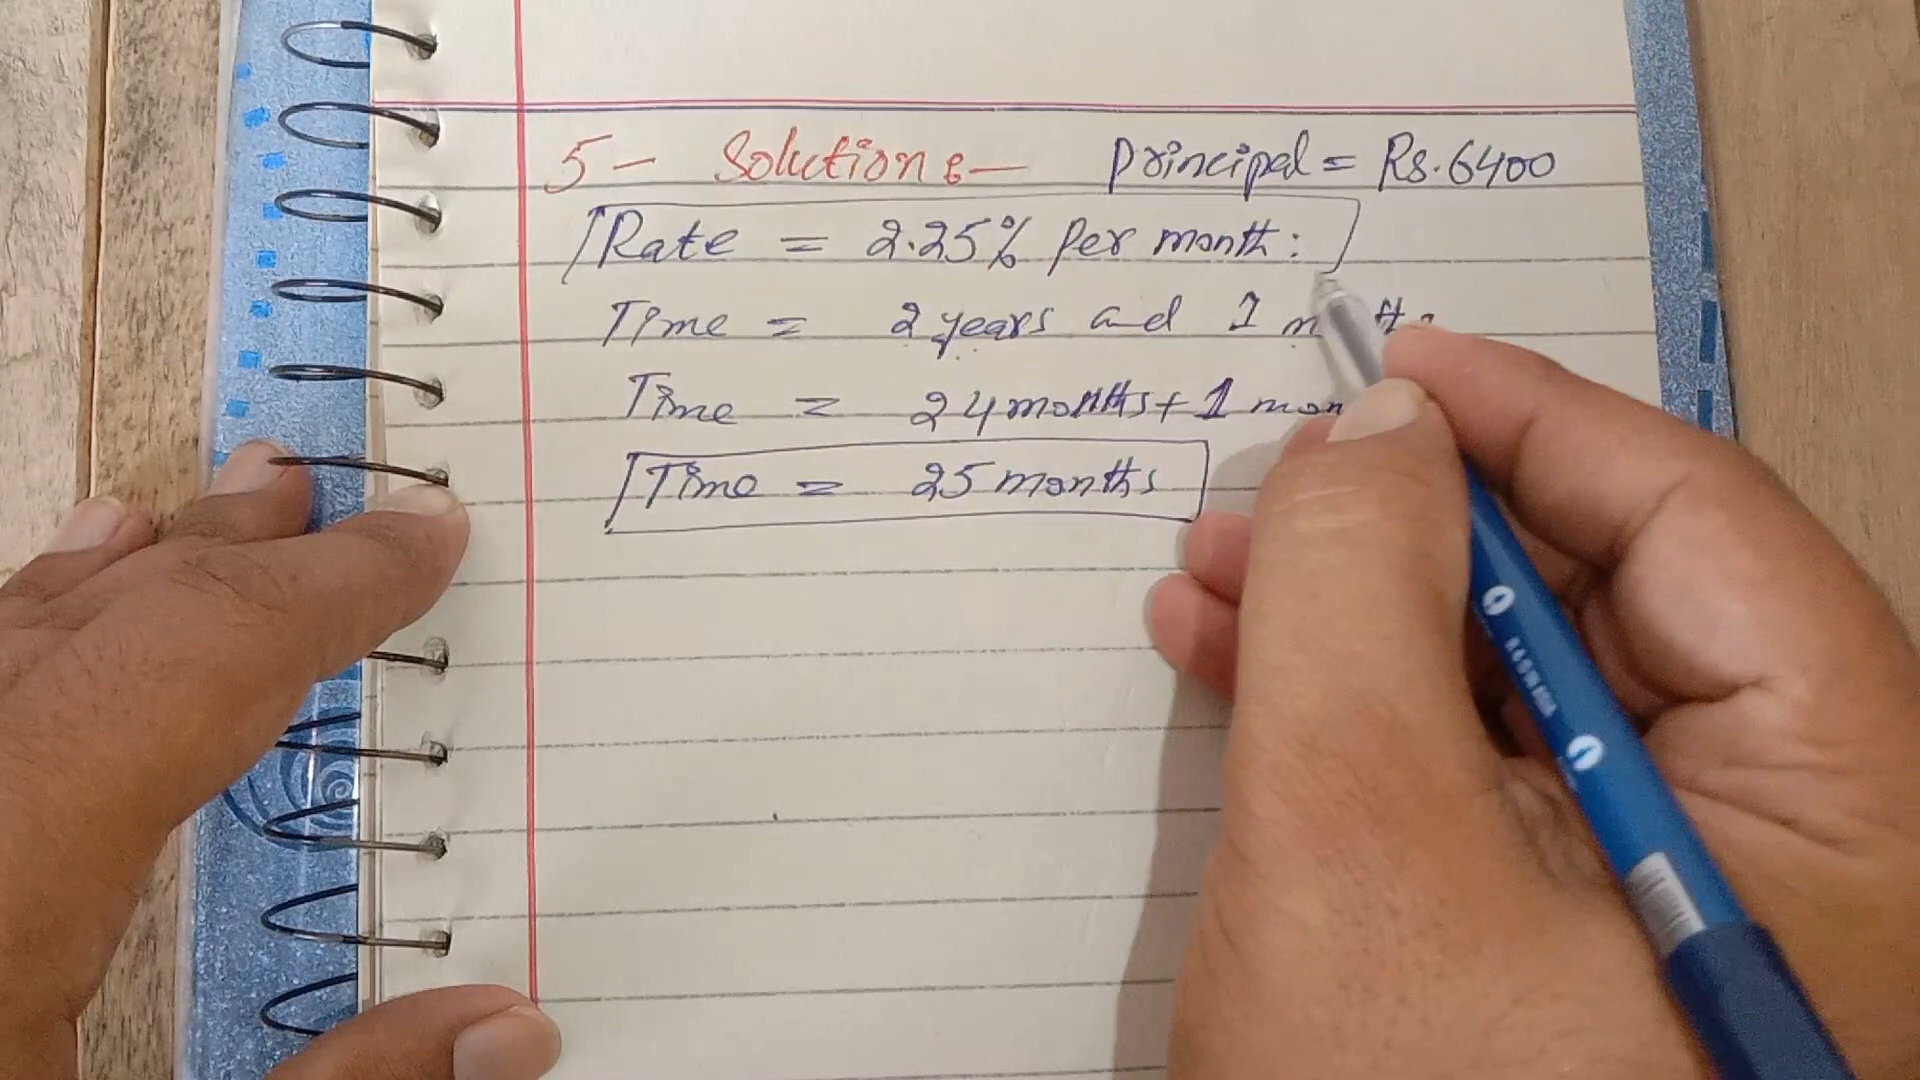 5 - Solution :- Principal = Rs.6400
Rate = 2.25% Per month:
Time = 2 years and 1
Time = 24 months + 1 mon
Time = 25 months